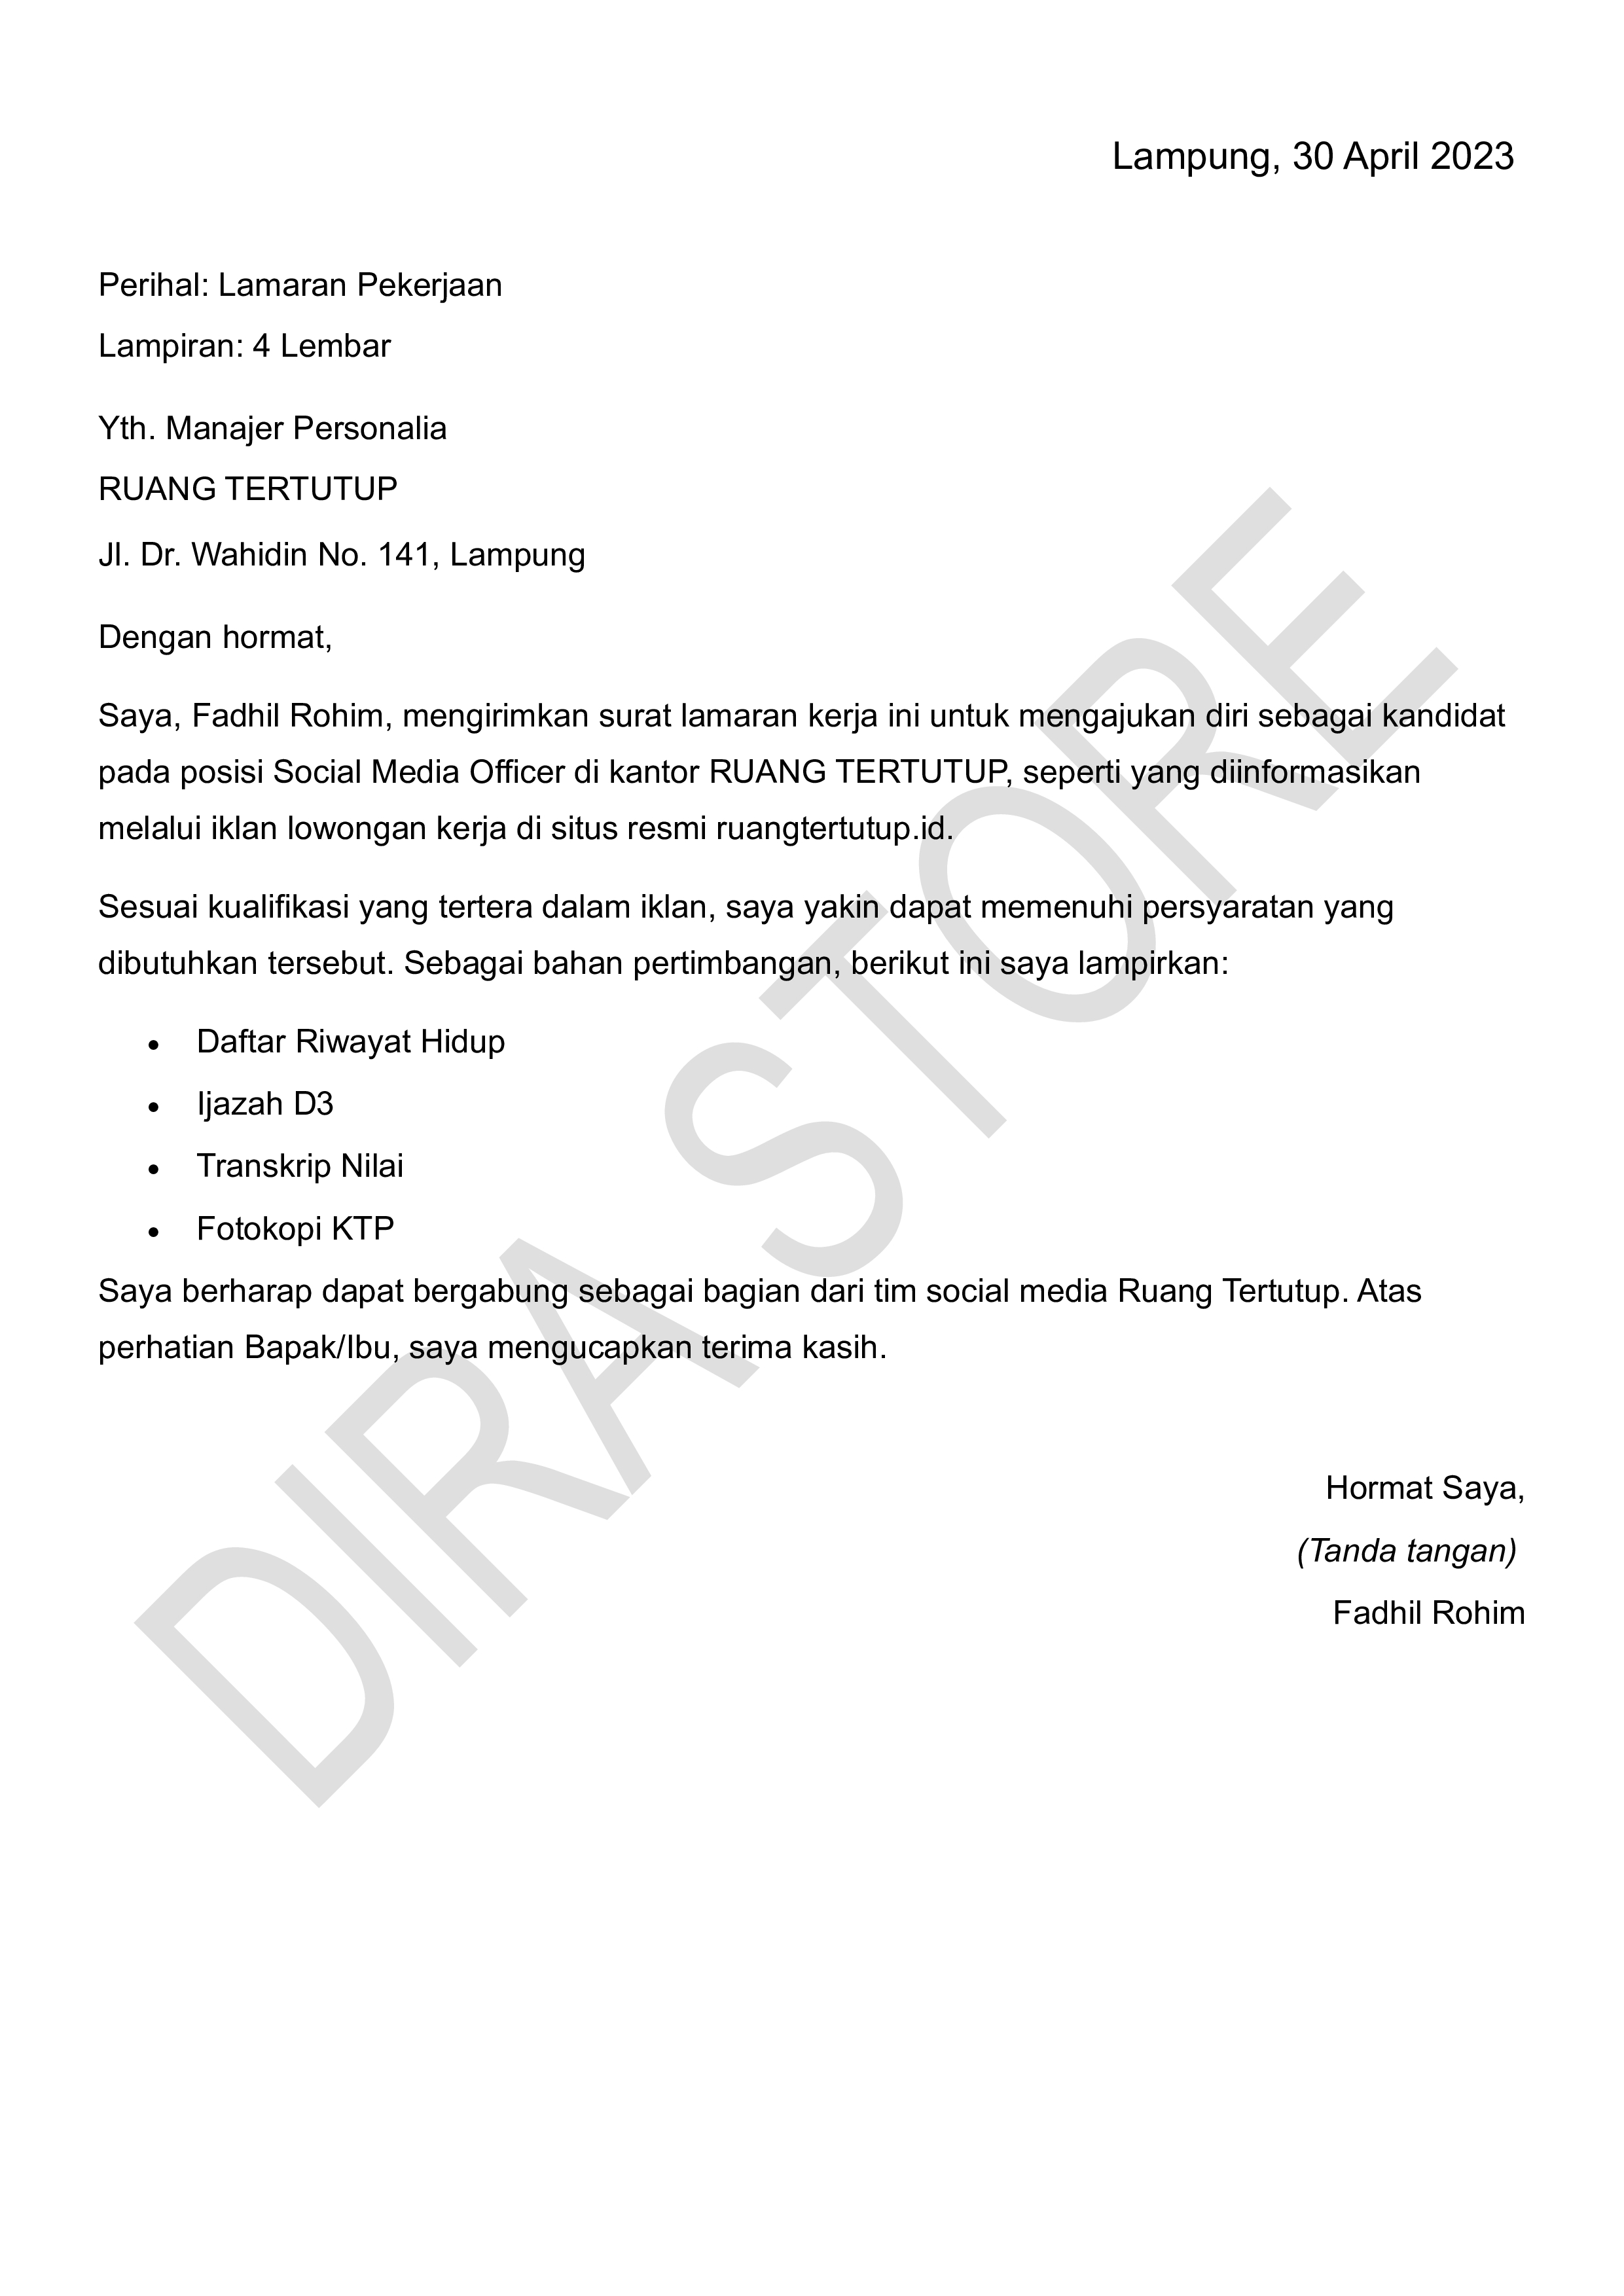 Lampung, 30 April 2023
Perihal: Lamaran Pekerjaan
Lampiran: 4 Lembar
Yth. Manajer Personalia
RUANG TERTUTUP
Jl. Dr. Wahidin No. 141, Lampung
Dengan hormat,
Saya, Fadhil Rohim, mengirimkan surat lamaran kerja ini untuk mengajukan diri sebagai kandidat
pada posisi Social Media Officer di kantor RUANG TERTUTUP, seperti yang diinformasikan
melalui iklan lowongan kerja di situs resmi ruangtertutup.id.
Sesuai kualifikasi yang tertera dalam iklan, saya yakin dapat memenuhi persyaratan yang
dibutuhkan tersebut. Sebagai bahan pertimbangan, berikut ini saya lampirkan:
• Daftar Riwayat Hidup
• Ijazah D3
• Transkrip Nilai
• Fotokopi KTP
Saya berharap dapat bergabung sebagai bagian dari tim social media Ruang Tertutup. Atas
perhatian Bapak/Ibu, saya mengucapkan terima kasih.
Hormat Saya,
(Tanda tangan)
Fadhil Rohim
DIRA STORE